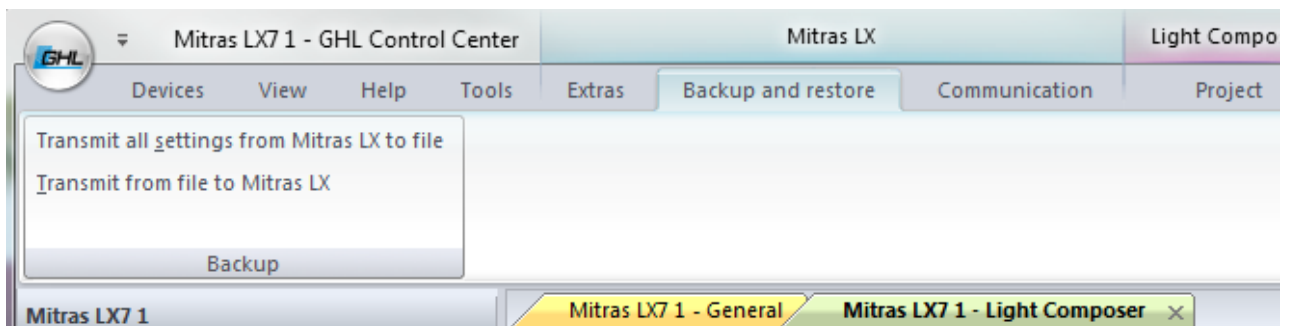 GHL
Mitras LX7 1 - GHL Control Center
Mitras LX
Light Compo
Devices View Help Tools Extras Backup and restore Communication Project
Transmit all settings from Mitras LX to file
Transmit from file to Mitras LX
Backup
Mitras LX7 1
Mitras LX7 1 - General
Mitras LX7 1 - Light Composer